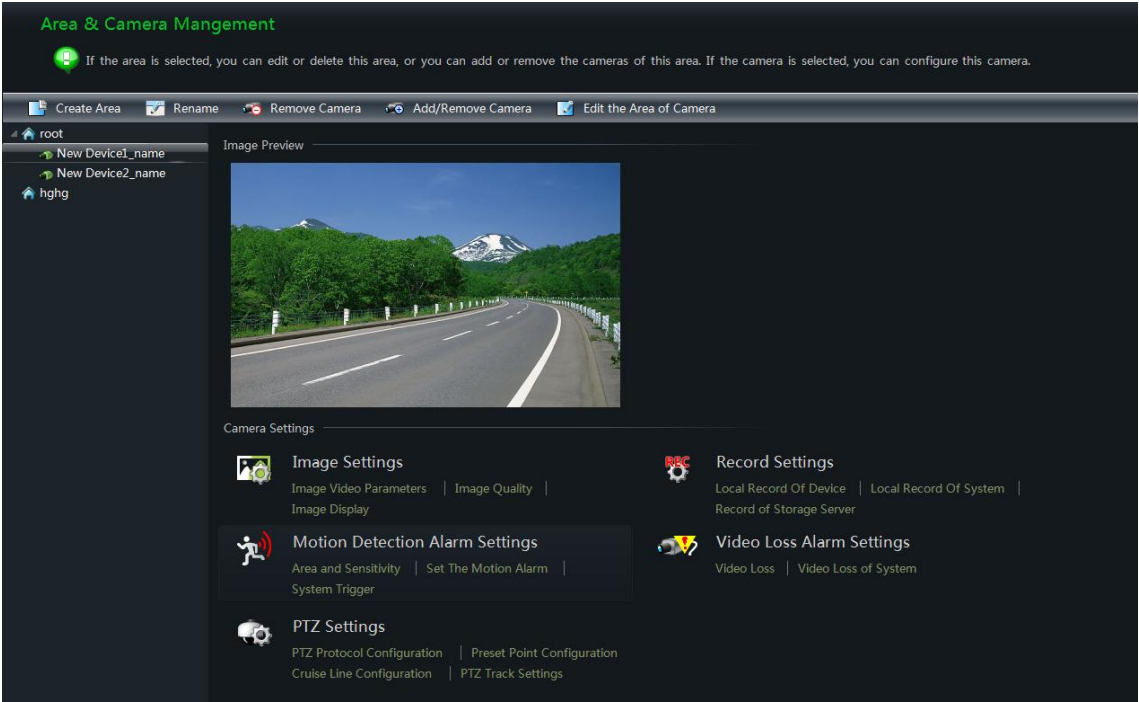 Area & Camera Mangement
If the area is selected, you can edit or delete this area, or you can add or remove the cameras of this area. If the camera is selected, you can configure this camera.
Create Area Rename Remove Camera Add/Remove Camera Edit the Area of Camera
root
New Device1_name
New Device2_name
hghg
Image Preview
Camera Settings
Image Settings
Image Video Parameters | Image Quality |
Image Display
Record Settings
REC
Local Record Of Device | Local Record Of System |
Record of Storage Server
Motion Detection Alarm Settings
Area and Sensitivity | Set The Motion Alarm |
System Trigger
Video Loss Alarm Settings
Video Loss | Video Loss of System
PTZ Settings
PTZ Protocol Configuration | Preset Point Configuration
Cruise Line Configuration | PTZ Track Settings